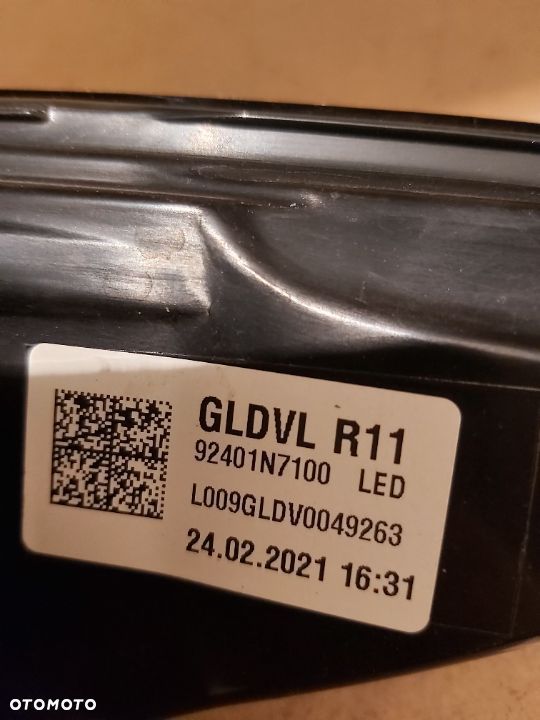 GLDVL R11
92401N7100 LED
L009GLDV0049263
24.02.2021 16:31
OTOMOTO